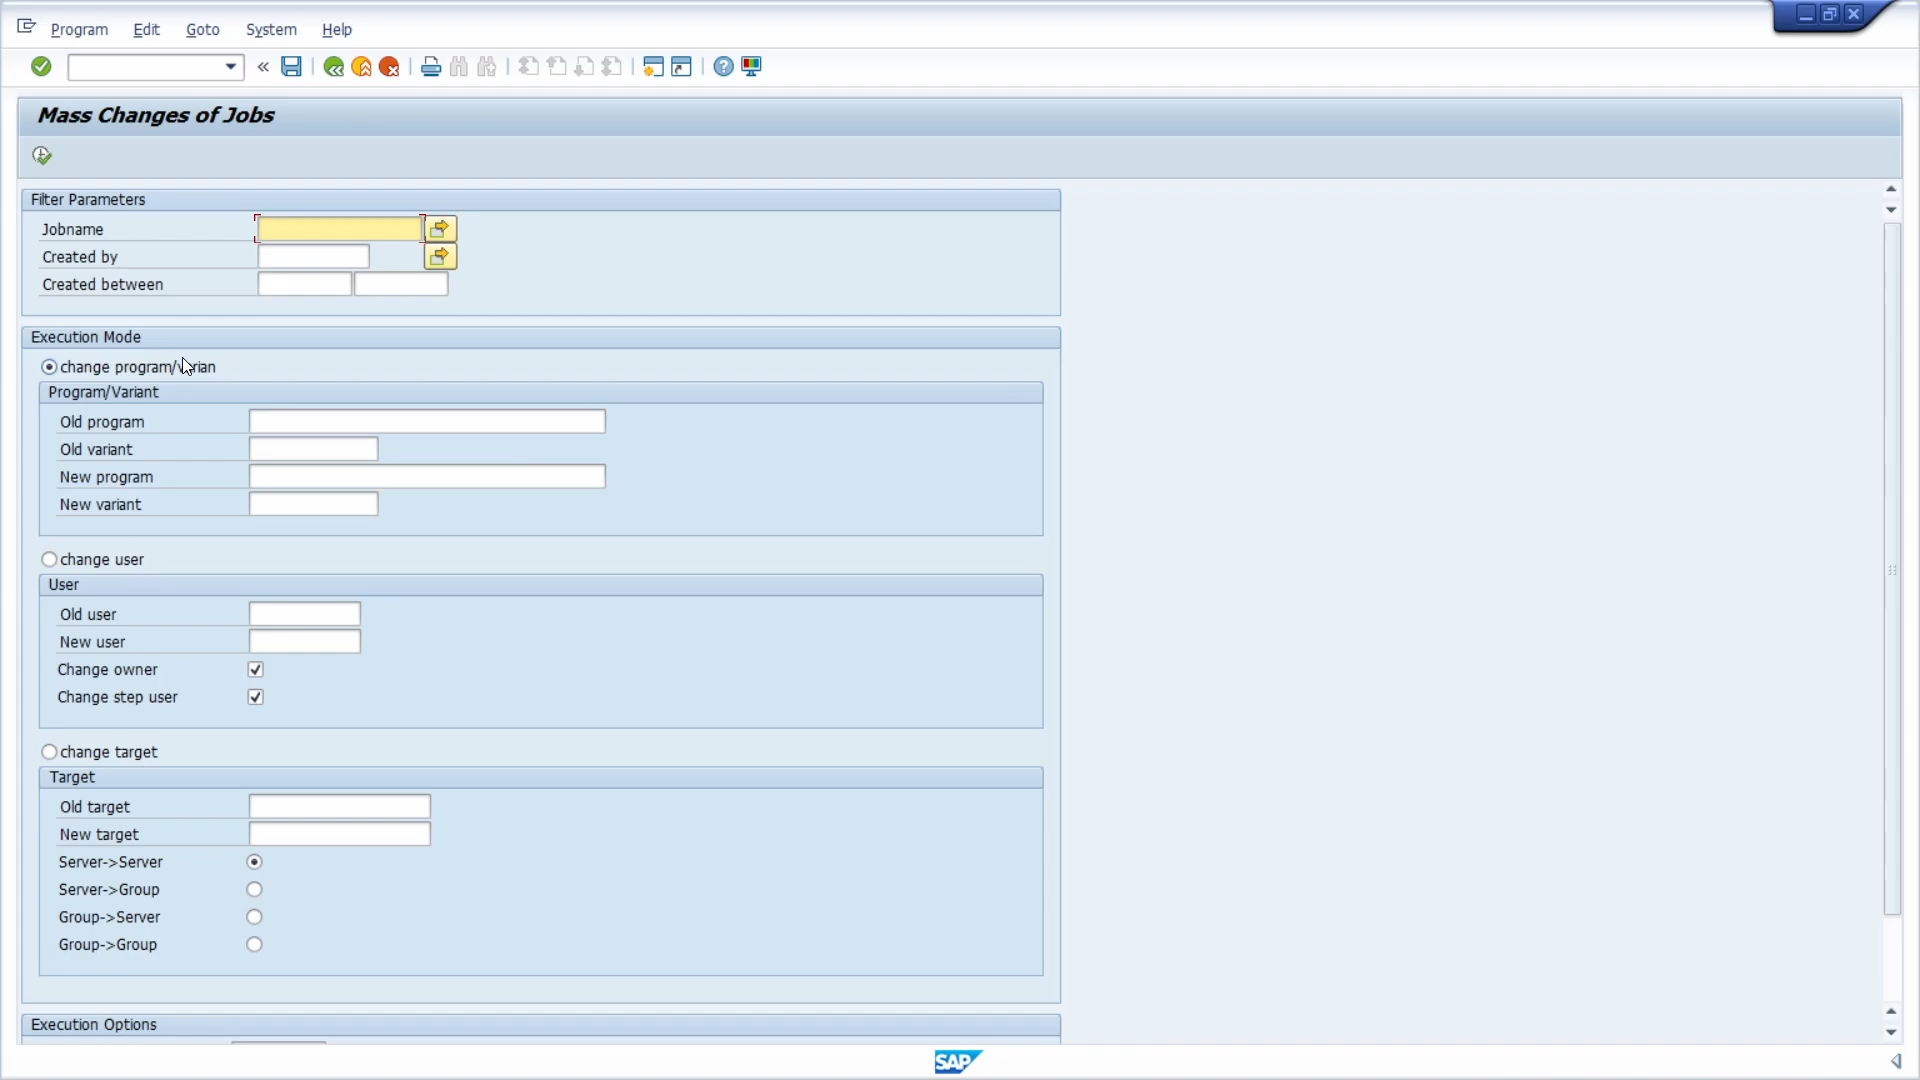 Program Edit Goto System Help
Mass Changes of Jobs
Filter Parameters
Jobname
Created by
Created between
Execution Mode
change program/varian
Program/Variant
Old program
Old variant
New program
New variant
change user
User
Old user
New user
Change owner
Change step user
change target
Target
Old target
New target
Server->Server
Server->Group
Group->Server
Group->Group
Execution Options
SAP